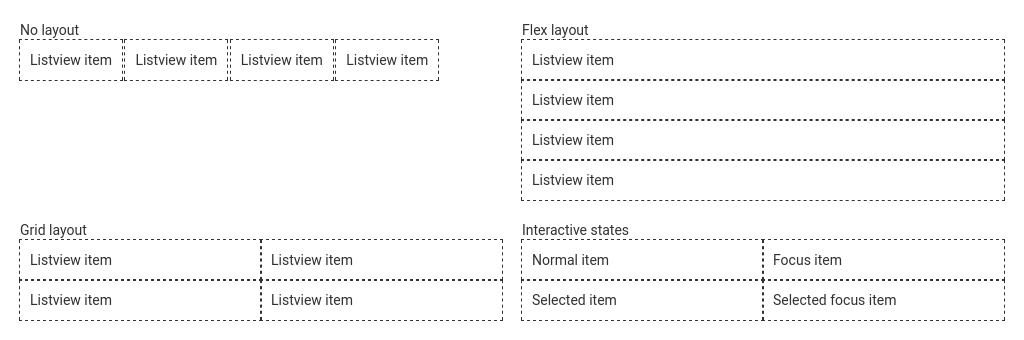 No layout
Listview item Listview item Listview item Listview item
Flex layout
Listview item
Listview item
Listview item
Listview item
Grid layout
Listview item Listview item
Listview item Listview item
Interactive states
Normal item Focus item
Selected item Selected focus item